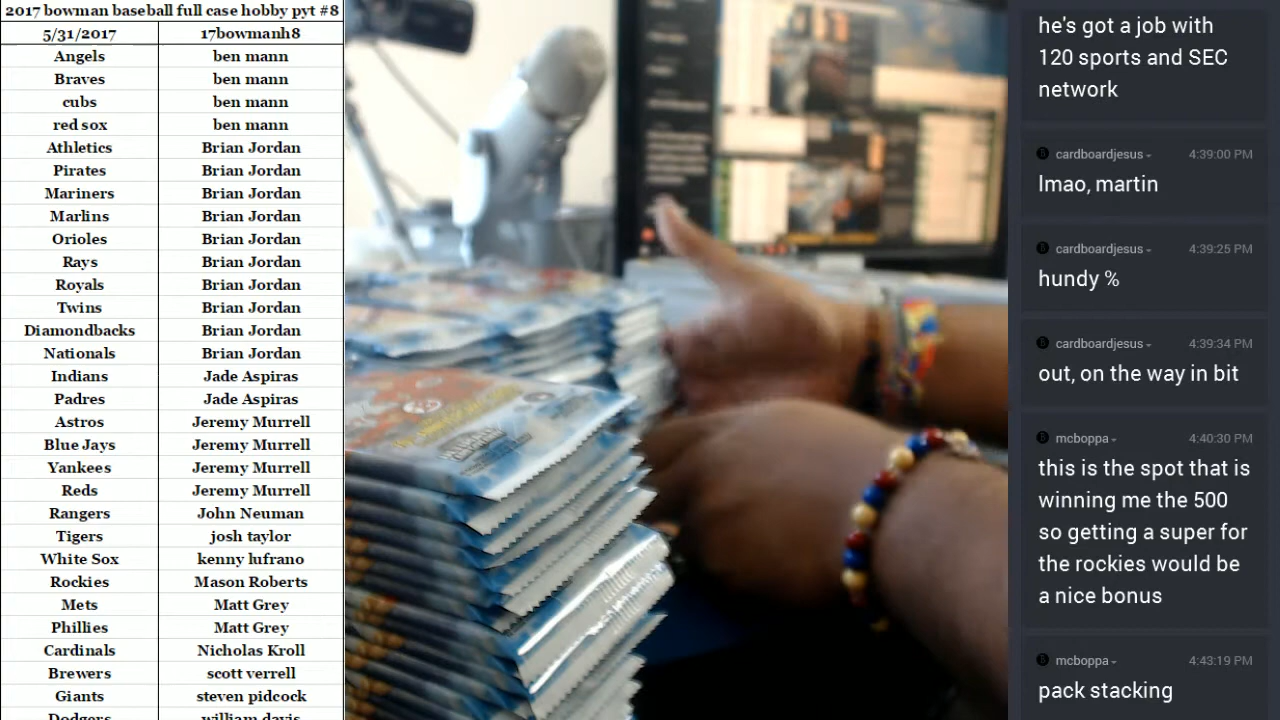 2017 bowman baseball full case hobby pyt #8
5/31/2017 17bowmanh8
Angels ben mann
Braves ben mann
cubs ben mann
red sox ben mann
Athletics Brian Jordan
Pirates Brian Jordan
Mariners Brian Jordan
Marlins Brian Jordan
Orioles Brian Jordan
Rays Brian Jordan
Royals Brian Jordan
Twins Brian Jordan
Diamondbacks Brian Jordan
Nationals Brian Jordan
Indians Jade Aspiras
Padres Jade Aspiras
Astros Jeremy Murrell
Blue Jays Jeremy Murrell
Yankees Jeremy Murrell
Reds Jeremy Murrell
Rangers John Neuman
Tigers josh taylor
White Sox kenny lufrano
Rockies Mason Roberts
Mets Matt Grey
Phillies Matt Grey
Cardinals Nicholas Kroll
Brewers scott verrell
Giants steven pidcock
Dodgers william davis
he's got a job with
120 sports and SEC
network
cardboardjesus 4:39:00 PM
lmao, martin
cardboardjesus 4:39:25 PM
hundy %
cardboardjesus 4:39:34 PM
out, on the way in bit
mcboppa 4:40:30 PM
this is the spot that is
winning me the 500
so getting a super for
the rockies would be
a nice bonus
mcboppa 4:43:19 PM
pack stacking